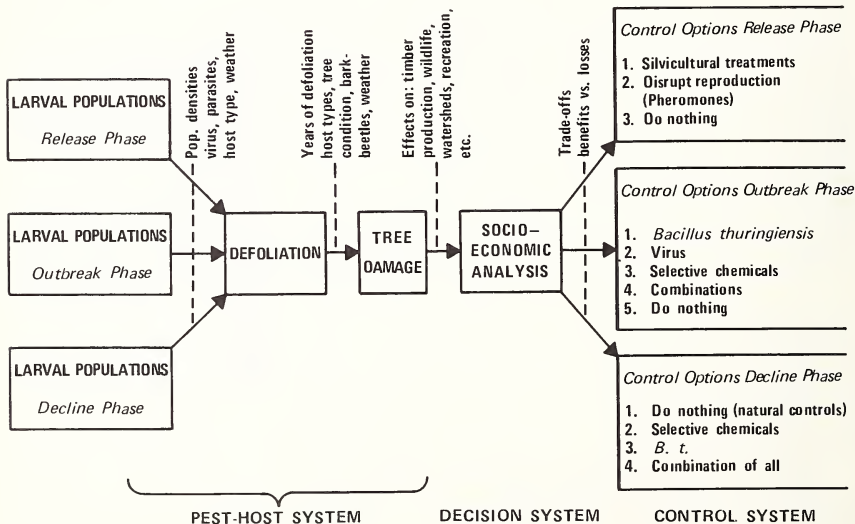 LARVAL POPULATIONS
Release Phase
LARVAL POPULATIONS
Outbreak Phase
LARVAL POPULATIONS
Decline Phase
Pop. densities
virus, parasites,
host type, weather
DEFOLIATION
Years of defoliation
host types, tree
condition, bark-
beetles, weather
TREE
DAMAGE
Effects on: timber
production, wildlife,
watersheds, recreation,
etc.
SOCIO-
ECONOMIC
ANALYSIS
Trade-offs
benefits vs. losses
Control Options Release Phase
1. Silvicultural treatments
2. Disrupt reproduction
(Pheromones)
3. Do nothing
Control Options Outbreak Phase
1. Bacillus thuringiensis
2. Virus
3. Selective chemicals
4. Combinations
5. Do nothing
Control Options Decline Phase
1. Do nothing (natural controls)
2. Selective chemicals
3. B. t.
4. Combination of all
PEST-HOST SYSTEM
DECISION SYSTEM
CONTROL SYSTEM